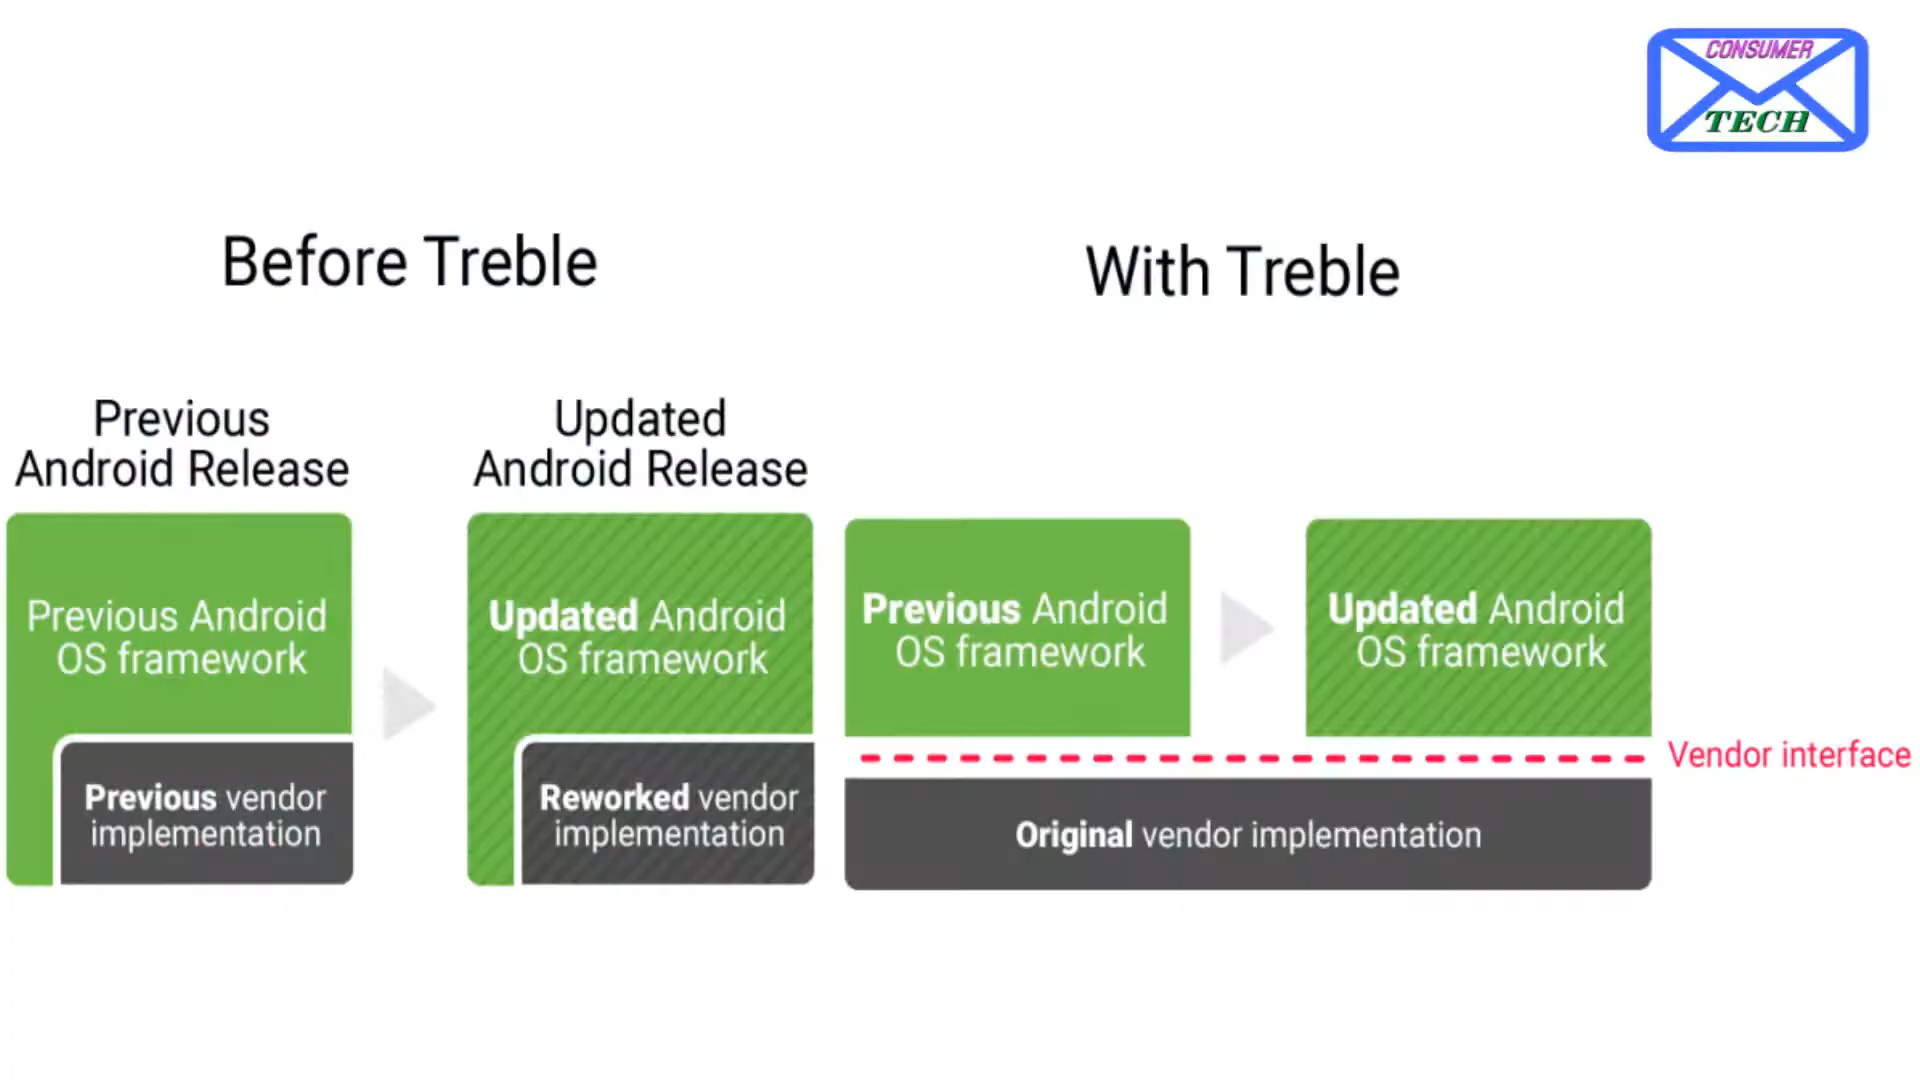 CONSUMER
TECH
Before Treble
With Treble
Previous
Android Release
Updated
Android Release
Previous Android
OS framework
Previous vendor
implementation
Updated Android
OS framework
Reworked vendor
implementation
Previous Android
OS framework
Updated Android
OS framework
Vendor interface
Original vendor implementation